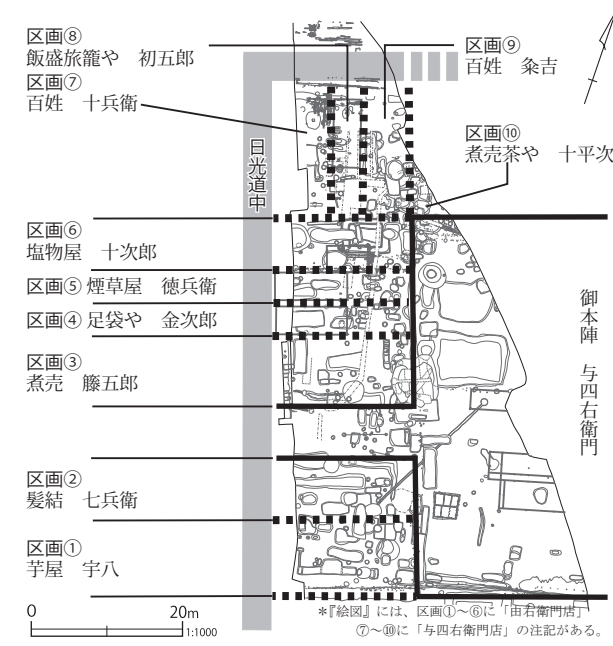 区画⑧
飯盛旅籠や 初五郎
区画⑦
百姓 十兵衛
区画⑨
百姓 粂吉
区画⑩
煮売茶や 十平次
日光道中
区画⑥
塩物屋 十次郎
区画⑤ 煙草屋 徳兵衛
区画④ 足袋や 金次郎
区画③
煮売 籐五郎
御本陣 与四右衛門
区画②
髪結 七兵衛
区画①
芋屋 宇八
0 20m
1:1000
*『絵図』には、区画①~⑥に「由右衛門店」
⑦~⑩に「与四右衛門店」の注記がある。